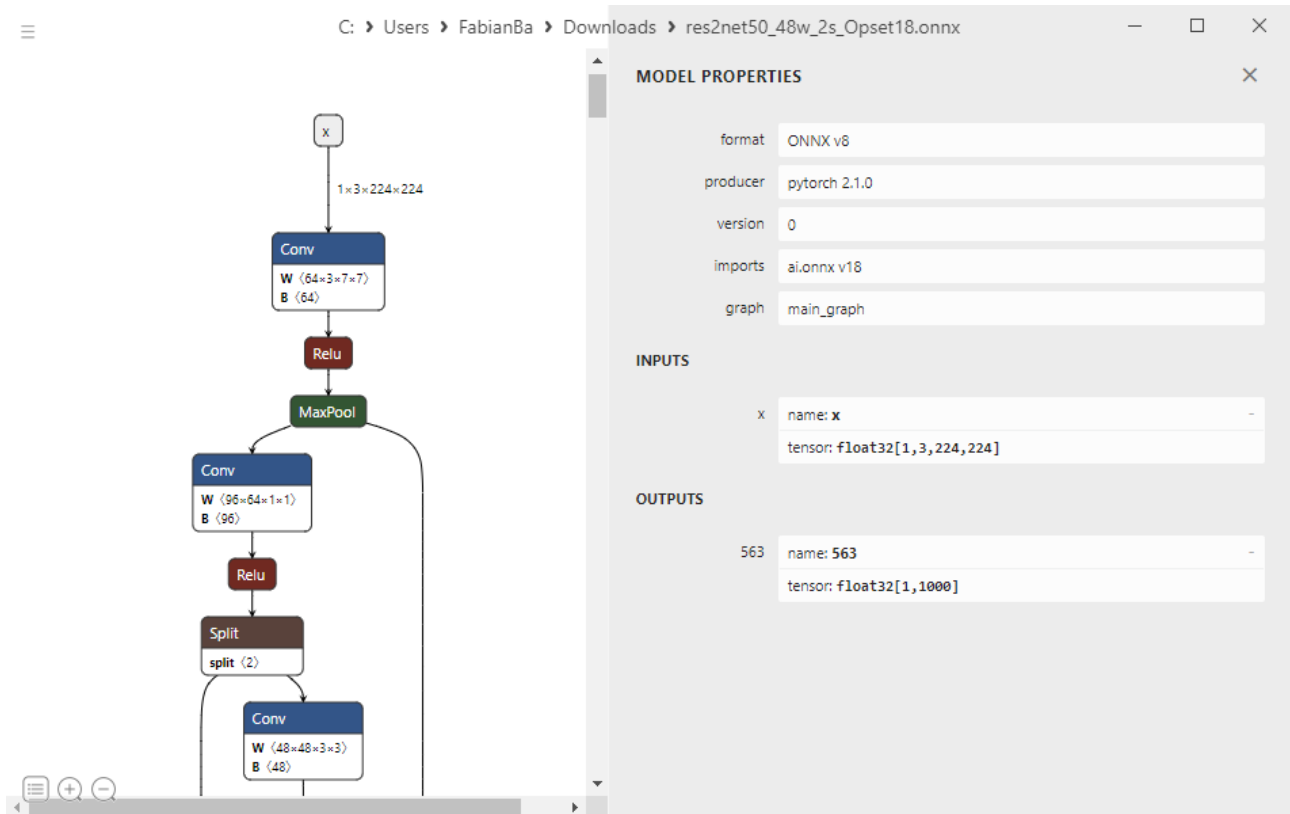 C: › Users › FabianBa › Downloads › res2net50_48w_2s_Opset18.onnx
x
1×3×224×224
Conv
W ⟨64×3×7×7⟩
B ⟨64⟩
Relu
MaxPool
Conv
W ⟨96×64×1×1⟩
B ⟨96⟩
Relu
Split
split ⟨2⟩
Conv
W ⟨48×48×3×3⟩
B ⟨48⟩
MODEL PROPERTIES
format ONNX v8
producer pytorch 2.1.0
version 0
imports ai.onnx v18
graph main_graph
INPUTS
x name: x -
tensor: float32[1,3,224,224]
OUTPUTS
563 name: 563 -
tensor: float32[1,1000]